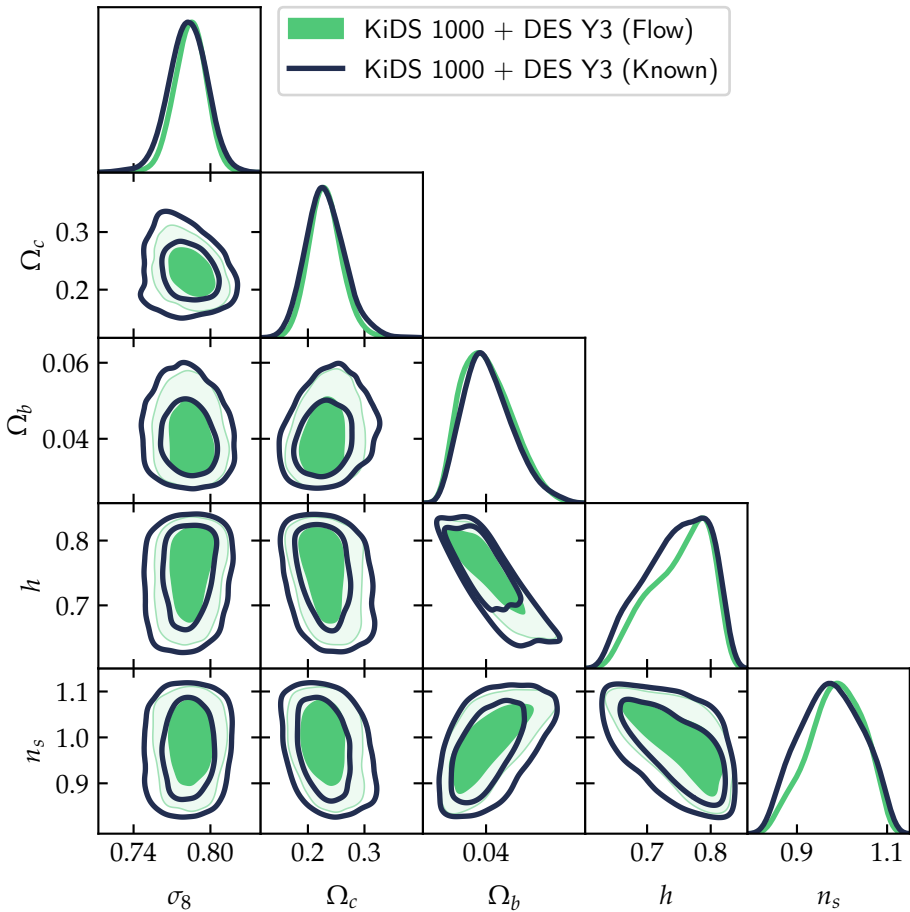 KiDS 1000 + DES Y3 (Flow)
KiDS 1000 + DES Y3 (Known)
Ω_c
0.3
0.2
Ω_b
0.06
0.04
h
0.8
0.7
n_s
1.1
1.0
0.9
0.74 0.80 0.2 0.3 0.04 0.7 0.8 0.9 1.1
σ_8 Ω_c Ω_b h n_s